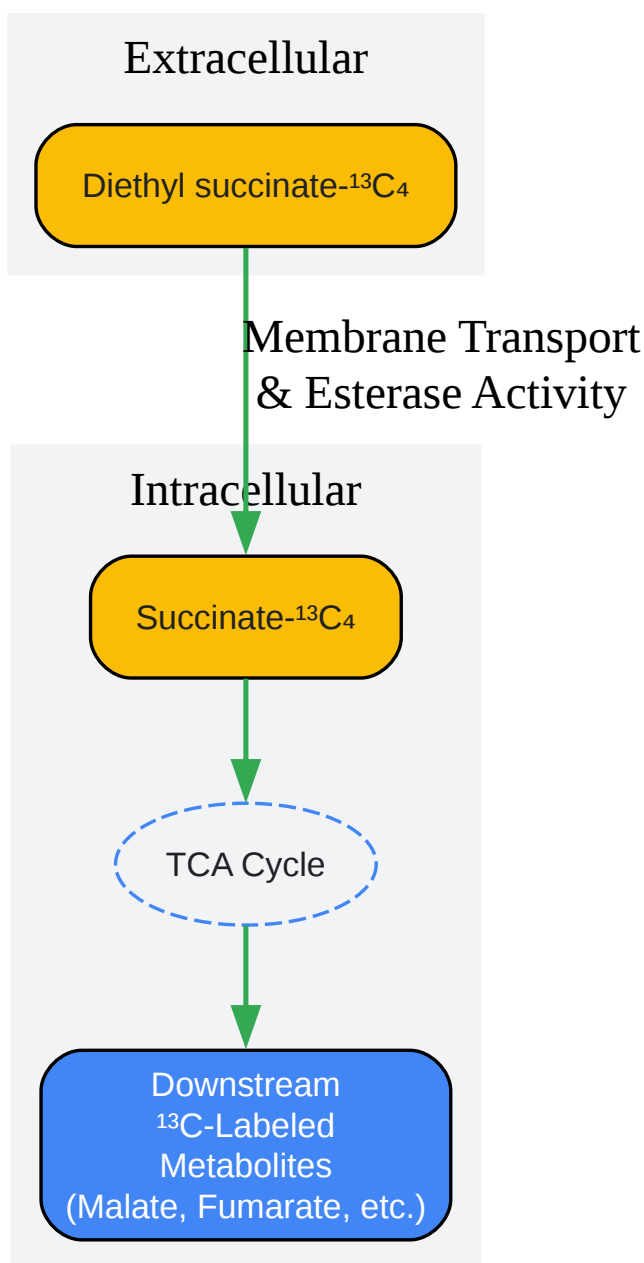 Extracellular
Diethyl succinate-¹³C₄
Membrane Transport
& Esterase Activity
Intracellular
Succinate-¹³C₄
TCA Cycle
Downstream
¹³C-Labeled
Metabolites
(Malate, Fumarate, etc.)